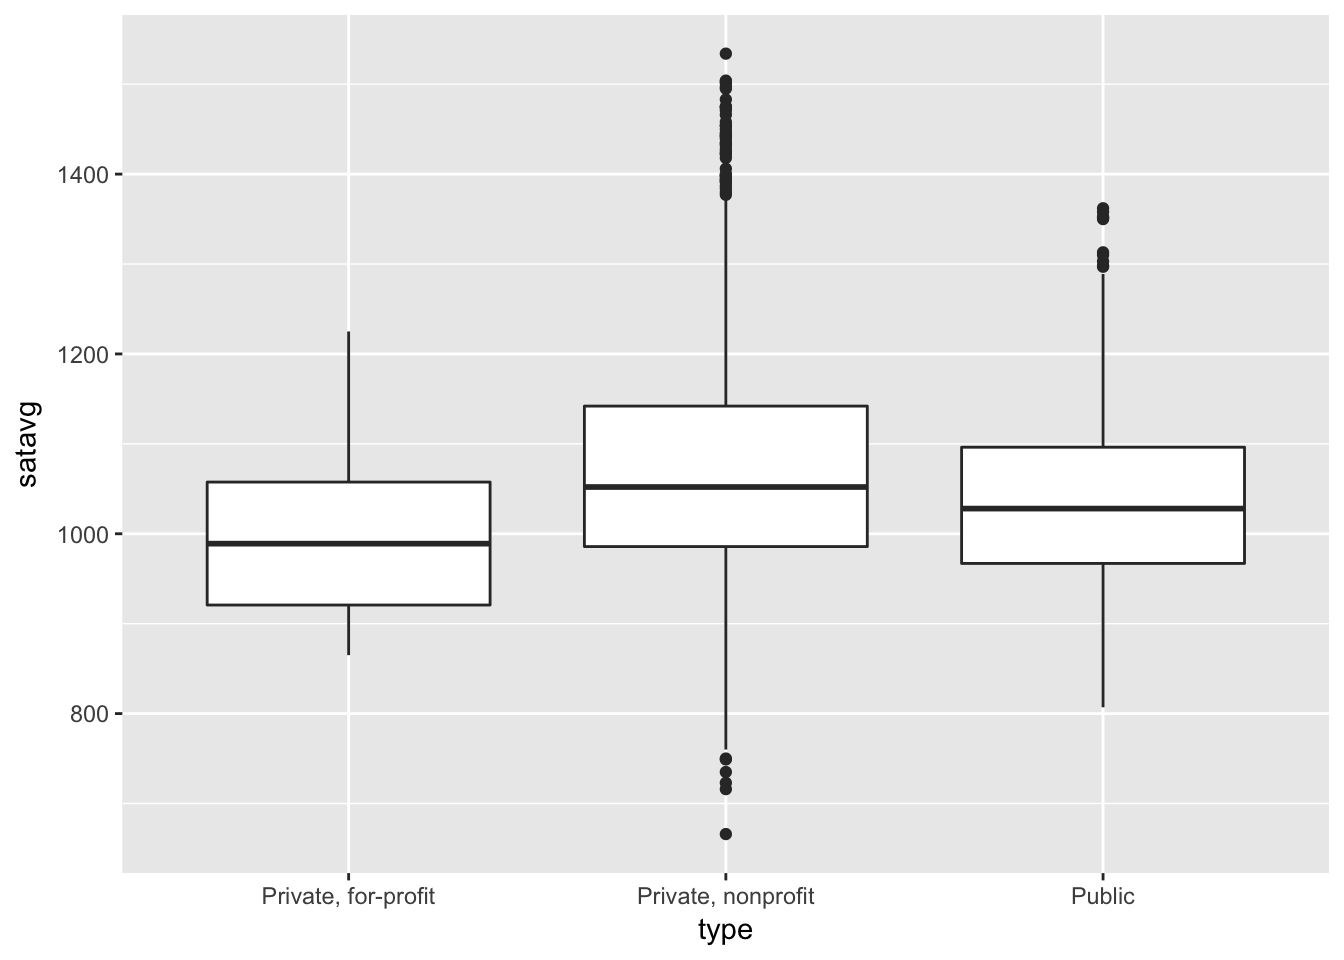 satavg
1400
1200
1000
800
Private, for-profit
Private, nonprofit
Public
type